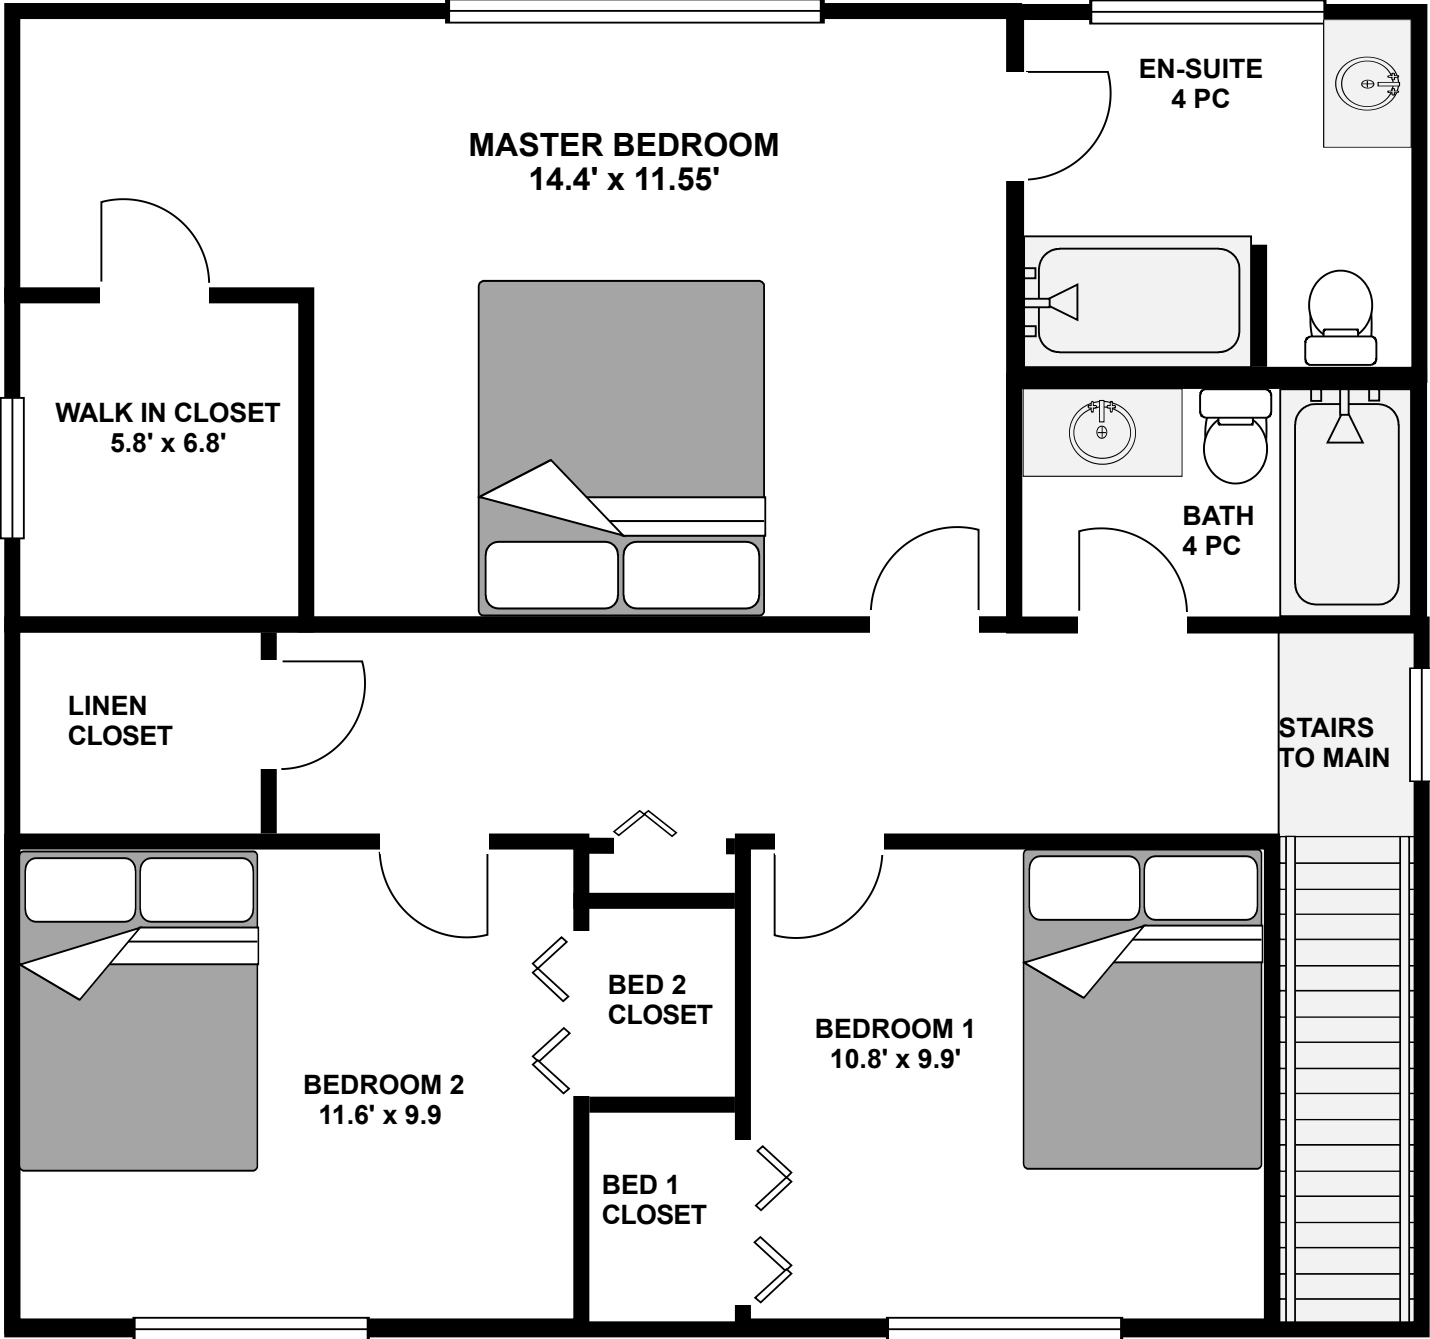 EN-SUITE
4 PC
MASTER BEDROOM
14.4' x 11.55'
WALK IN CLOSET
5.8' x 6.8'
BATH
4 PC
LINEN
CLOSET
STAIRS
TO MAIN
BED 2
CLOSET
BEDROOM 1
10.8' x 9.9'
BEDROOM 2
11.6' x 9.9
BED 1
CLOSET